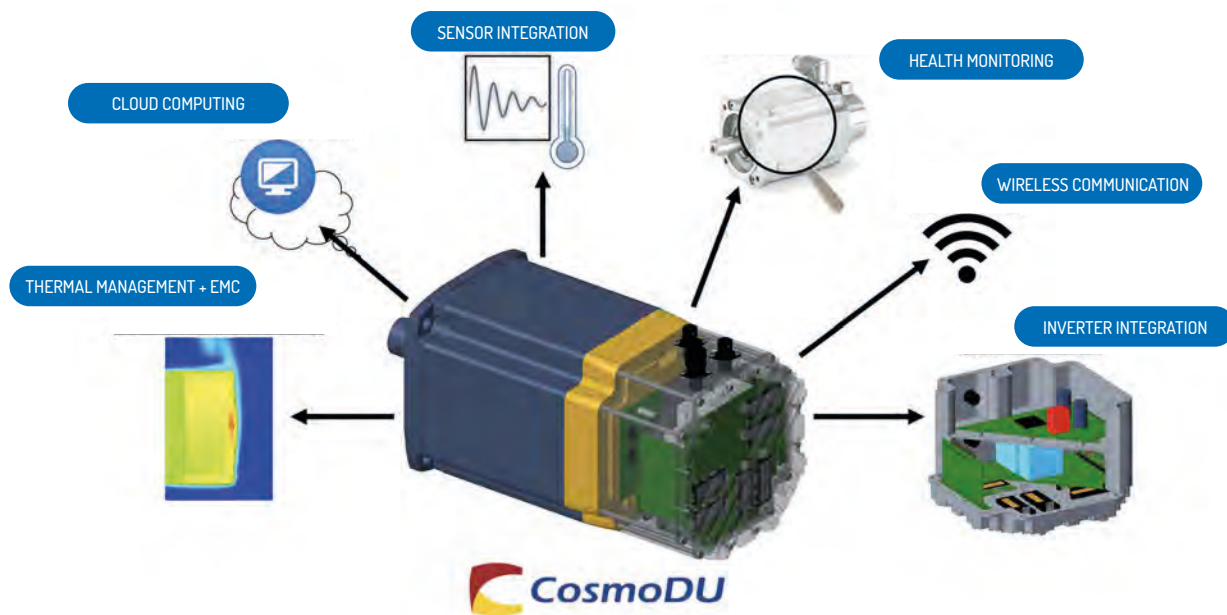 SENSOR INTEGRATION
HEALTH MONITORING
CLOUD COMPUTING
WIRELESS COMMUNICATION
THERMAL MANAGEMENT + EMC
INVERTER INTEGRATION
CosmoDU